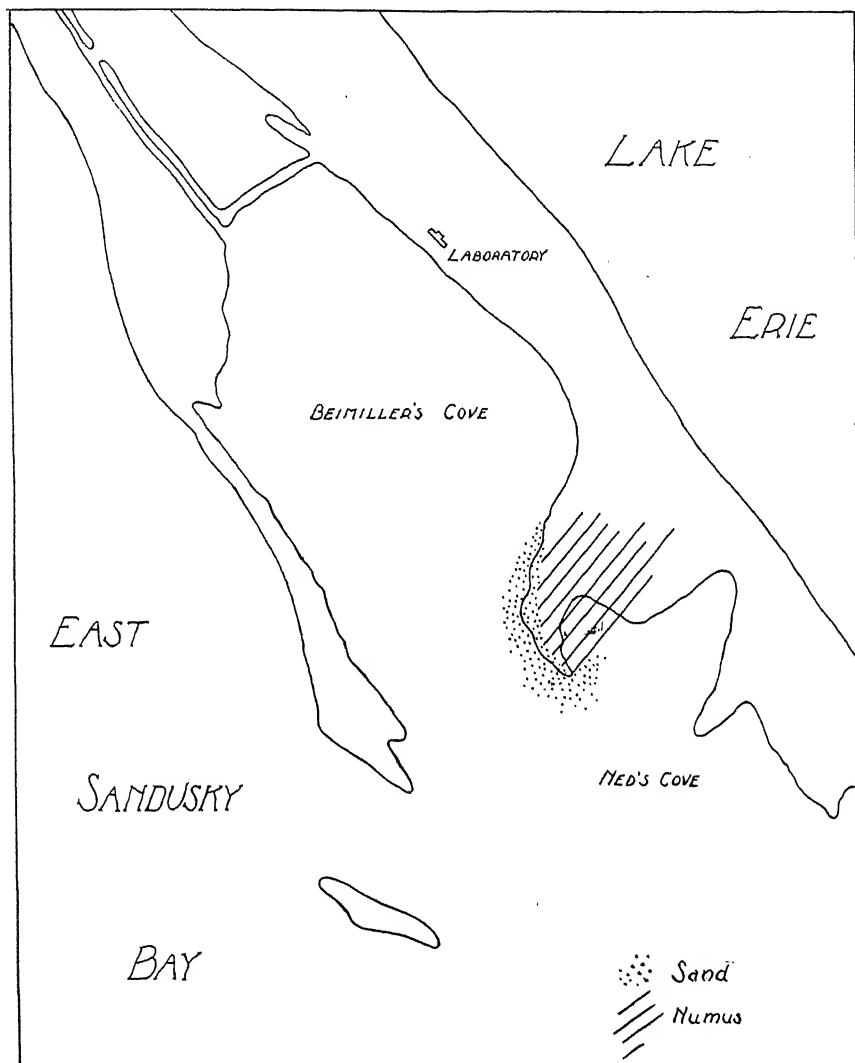 LAKE
ERIE
LABORATORY
BEIMILLER'S COVE
EAST
SANDUSKY
BAY
NED'S COVE
Sand
Numus